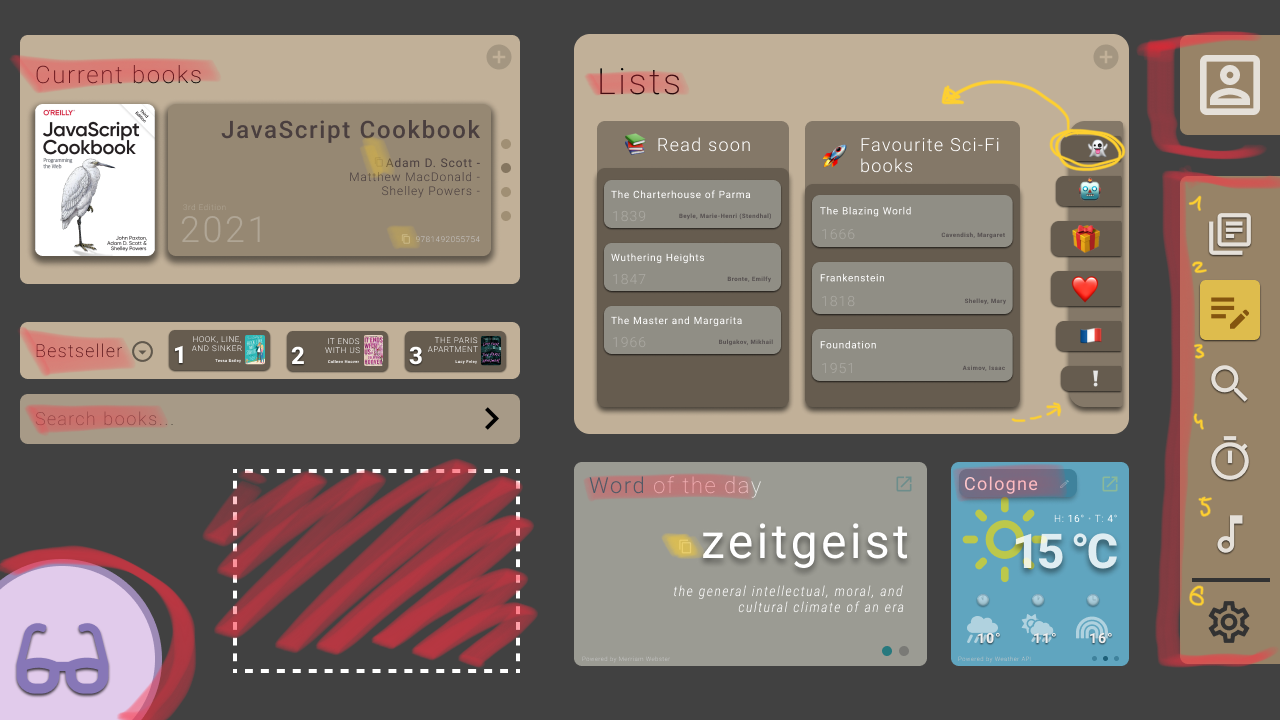 Current books
O'REILLY®
Third Edition
JavaScript
Cookbook
Programming
the Web
John Paxton,
Adam D. Scott &
Shelley Powers
JavaScript Cookbook
Adam D. Scott -
Matthew MacDonald -
Shelley Powers -
3rd Edition
2021
9781492055754
Bestseller
1
HOOK, LINE,
AND SINKER
Tessa Bailey
2
IT ENDS
WITH US
Colleen Hoover
3
THE PARIS
APARTMENT
Lucy Foley
Search books...
Lists
Read soon
The Charterhouse of Parma
1839
Beyle, Marie-Henri (Stendhal)
Wuthering Heights
1847
Bronte, Emilly
The Master and Margarita
1966
Bulgakov, Mikhail
Favourite Sci-Fi
books
The Blazing World
1666
Cavendish, Margaret
Frankenstein
1818
Shelley, Mary
Foundation
1951
Asimov, Isaac
Word of the day
zeitgeist
the general intellectual, moral, and
cultural climate of an era
Powered by Merriam Webster
Cologne
H: 16° · T: 4°
15 °C
10°
11°
16°
Powered by Weather API
1
2
3
4
5
6